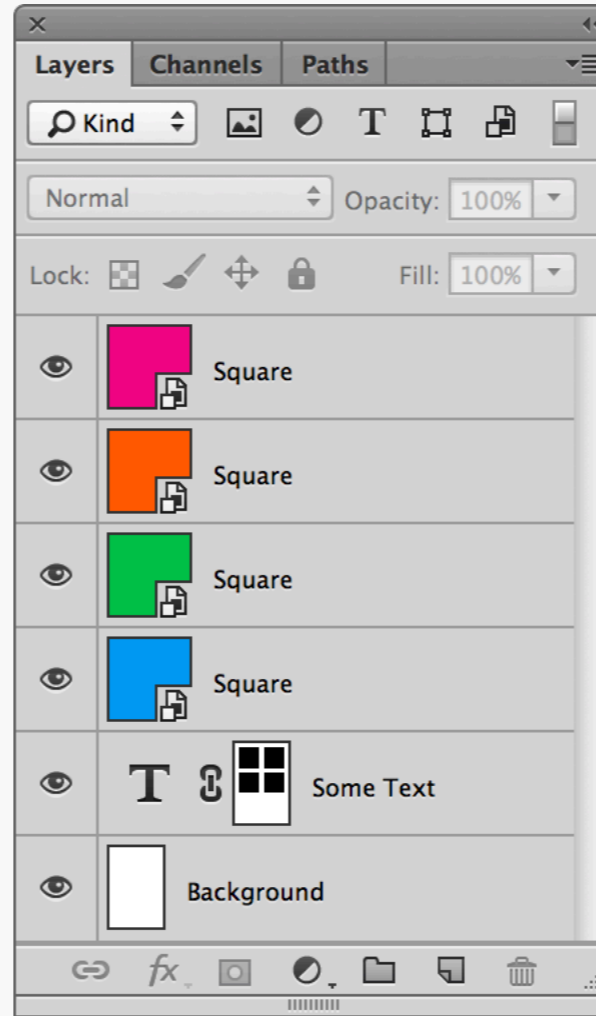 Layers Channels Paths
Kind
Normal Opacity: 100%
Lock: Fill: 100%
Square
Square
Square
Square
Some Text
Background
fx